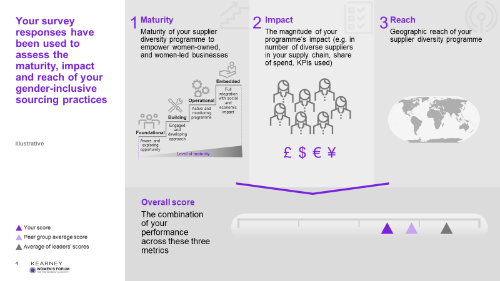 Your survey
responses have
been used to
assess the
maturity, impact
and reach of your
gender-inclusive
sourcing practices
Illustrative
Your score
Peer group average score
Average of leaders' scores
4
KEARNEY
WOMEN'S FORUM
1 Maturity
Maturity of your supplier
diversity programme to
empower women-owned,
and women-led businesses
Foundational
Aware and
exploring
opportunity
Building
Engaged
and
developing
approach
Operational
Active and
monitoring
programme
Embedded
Full
integration
with social
and
economic
impact
Level of maturity
2 Impact
The magnitude of your
programme's impact (e.g. in
number of diverse suppliers
in your supply chain, share
of spend, KPIs used)
£ $ € ¥
3 Reach
Geographic reach of your
supplier diversity programme
Overall score
The combination
of your
performance
across these three
metrics